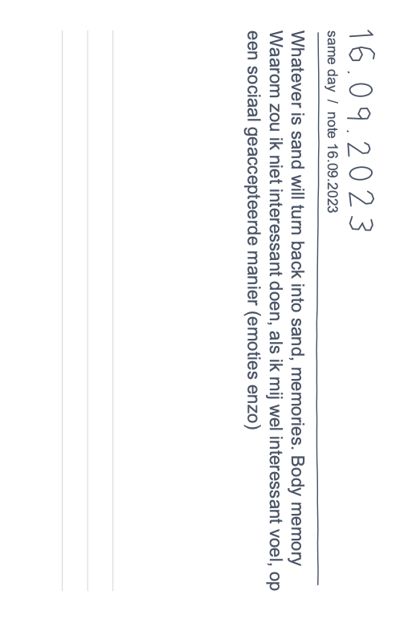 16.09.2023
same day / note 16.09.2023
Whatever is sand will turn back into sand, memories. Body memory
Waarom zou ik niet interessant doen, als ik mij wel interessant voel, op
een sociaal geaccepteerde manier (emoties enzo)